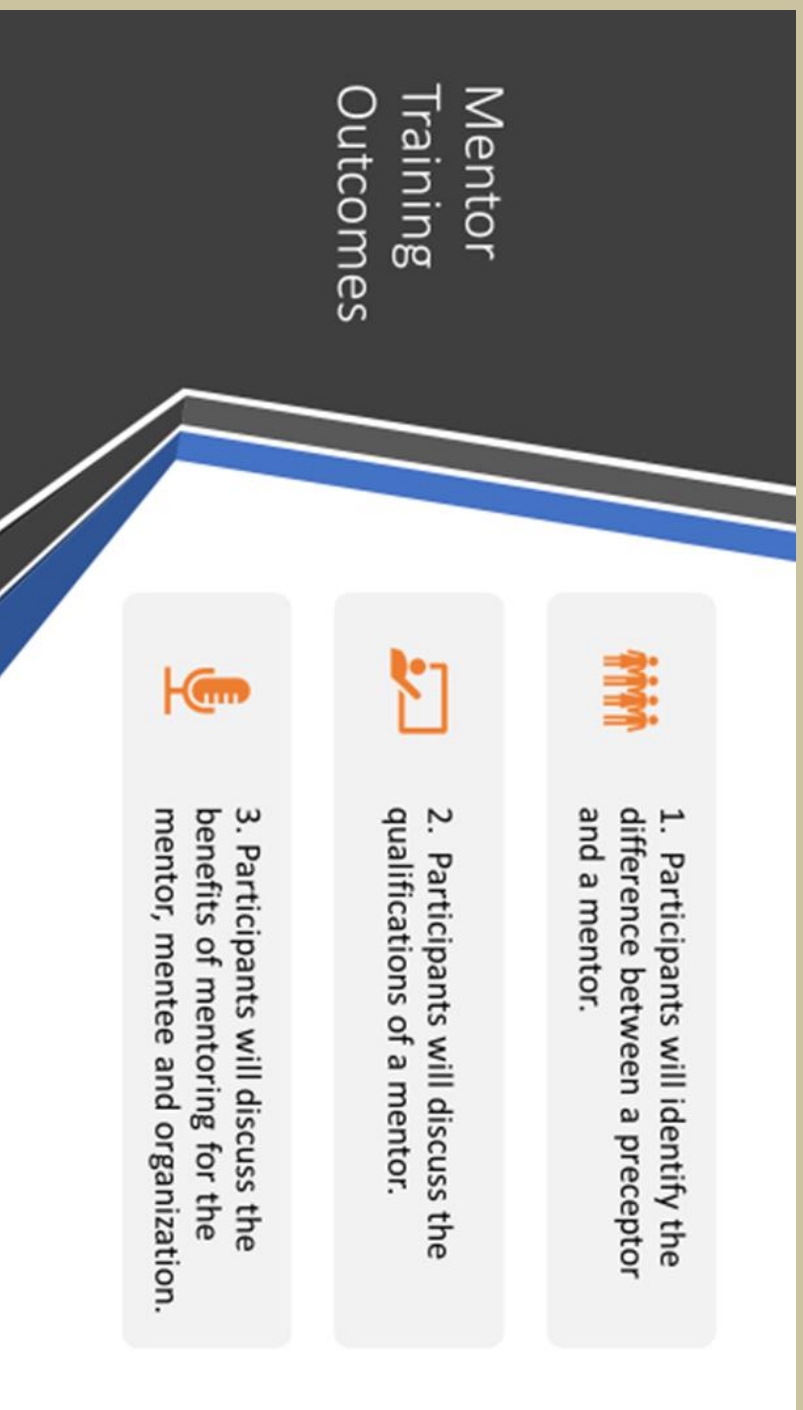 Mentor
Training
Outcomes
1. Participants will identify the
difference between a preceptor
and a mentor.
2. Participants will discuss the
qualifications of a mentor.
3. Participants will discuss the
benefits of mentoring for the
mentor, mentee and organization.